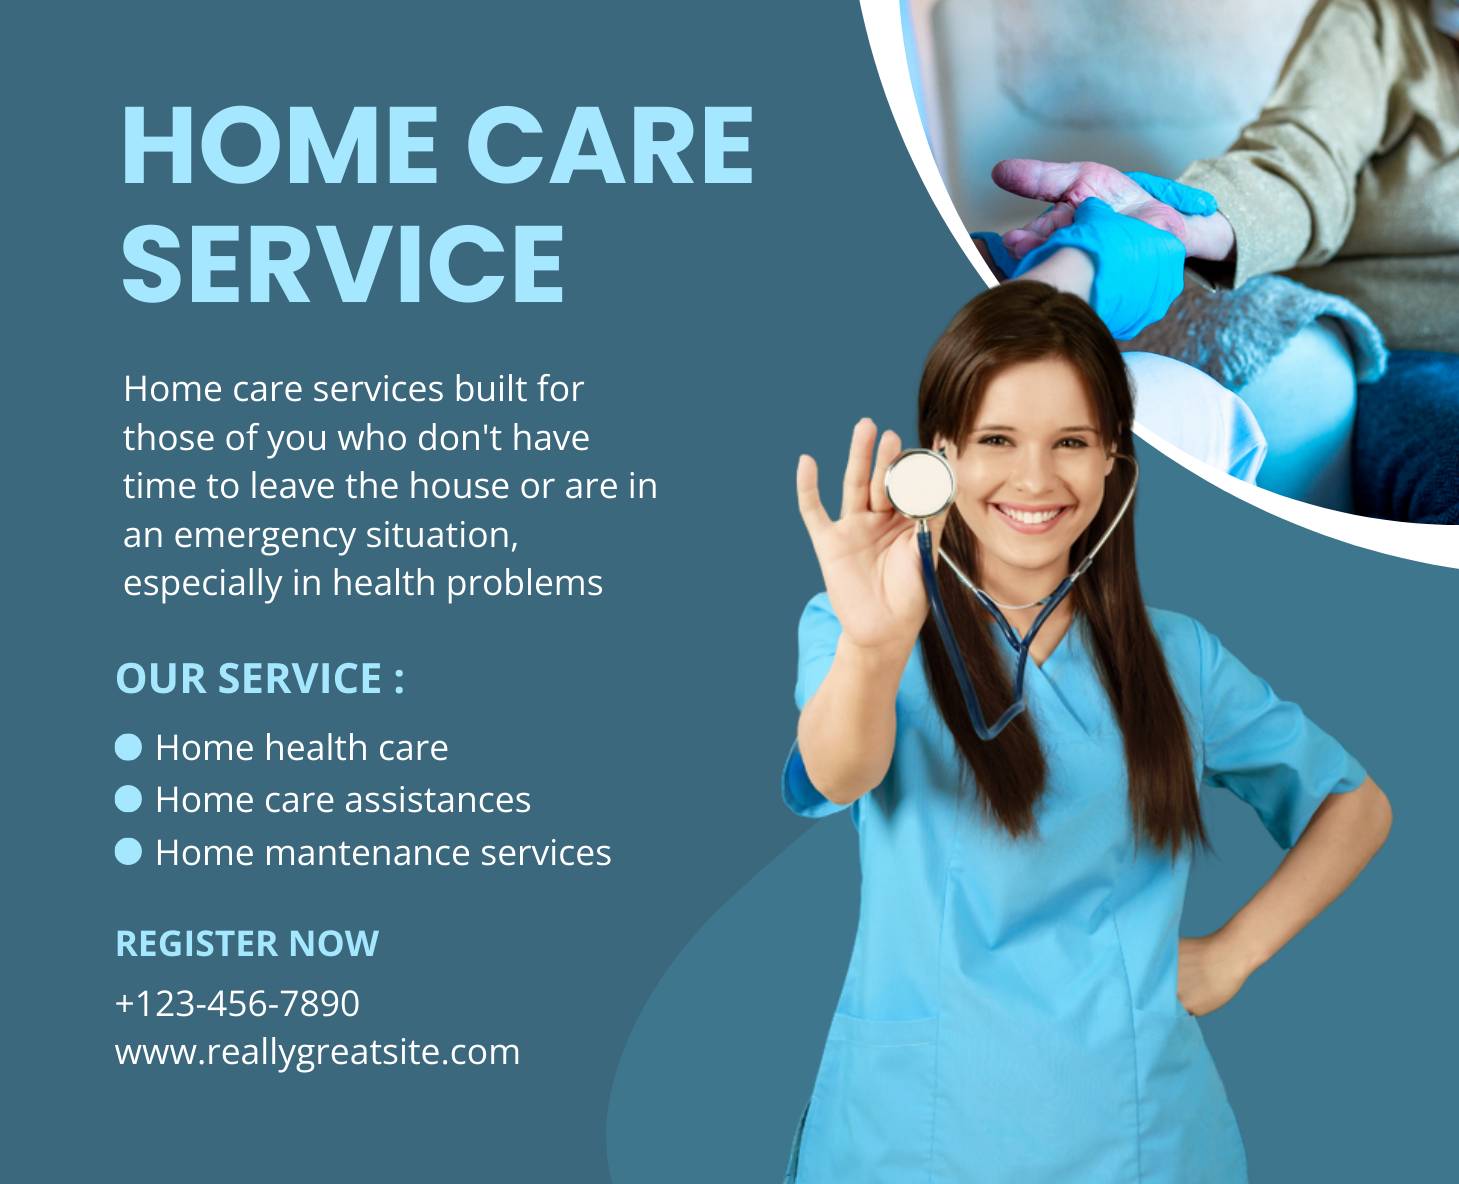 HOME CARE
SERVICE
Home care services built for
those of you who don't have
time to leave the house or are in
an emergency situation,
especially in health problems
OUR SERVICE :
Home health care
Home care assistances
Home mantenance services
REGISTER NOW
+123-456-7890
www.reallygreatsite.com